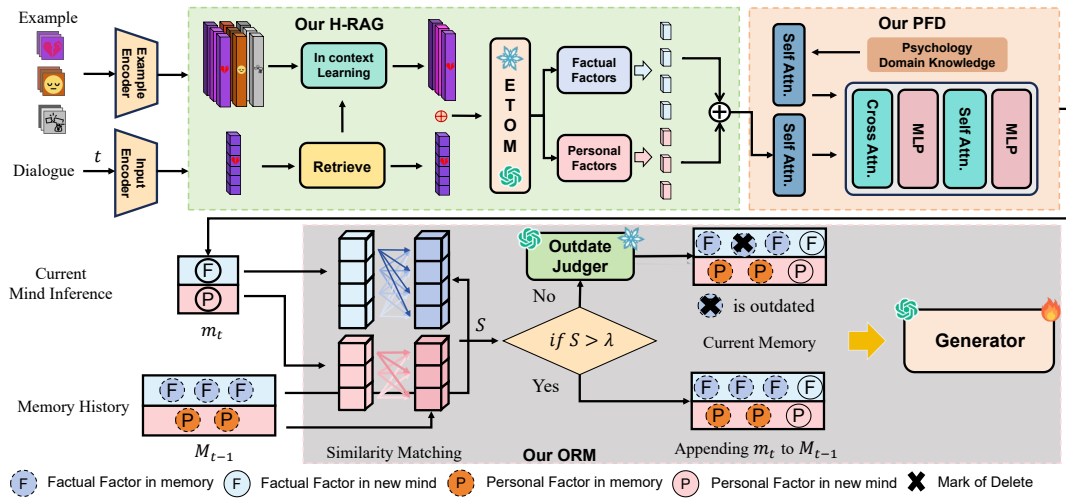 Example
Example
Encoder
Dialogue
t
Input
Encoder
Our H-RAG
In context
Learning
Retrieve
ETOM
Factual
Factors
Personal
Factors
Our PFD
Self Attn.
Self Attn.
Psychology
Domain Knowledge
Cross Attn.
MLP
Self Attn.
MLP
Current
Mind Inference
F
P
m_t
Memory History
F F F
P P
M_{t-1}
Similarity Matching
S
Outdate
Judger
No
if S > λ
Yes
F F F
P P P
is outdated
Current Memory
F F F F
P P P
Appending m_t to M_{t-1}
Generator
Our ORM
F Factual Factor in memory
F Factual Factor in new mind
P Personal Factor in memory
P Personal Factor in new mind
Mark of Delete